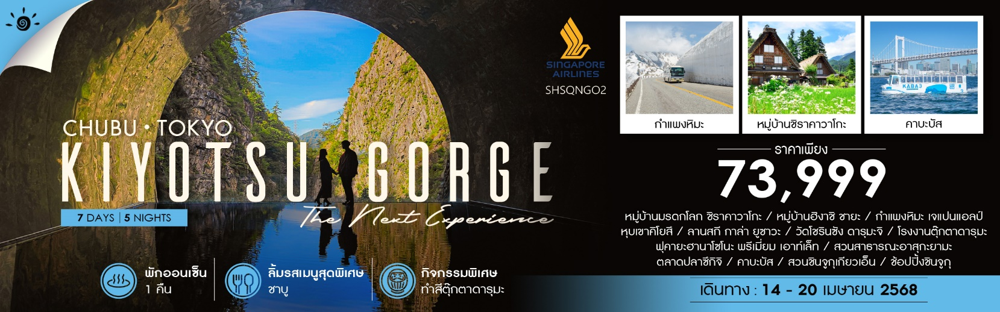 SINGAPORE
AIRLINES
SHSQNGO2
CHUBU • TOKYO
KIYOTSU GORGE
The Next Experience
7 DAYS | 5 NIGHTS
พักออนเซ็น
1 คืน
ลิ้มรสเมนูสุดพิเศษ
ชาบู
กิจกรรมพิเศษ
ทำสีตุ๊กตาดารุมะ
KABA3
กำแพงหิมะ
หมู่บ้านชิราคาวาโกะ
คาบะบัส
ราคาเพียง
73,999
หมู่บ้านมรดกโลก ชิราคาวาโกะ / หมู่บ้านฮิงาชิ ชายะ / กำแพงหิมะ เจแปนแอลป์
หุบเขาคิโยสึ / ลานสกี กาล่า ยูซาวะ / วัดโชรินซัง ดารุมะจิ / โรงงานตุ๊กตาดารุมะ
ฟุคายะฮานาโซโนะ พรีเมี่ยม เอาท์เล็ท / สวนสาธารณะอาสุกะยามะ
ตลาดปลาซึกิจิ / คาบะบัส / สวนชินจูกุเกียวเอ็น / ช้อปปิ้งชินจูกุ
เดินทาง : 14 - 20 เมษายน 2568